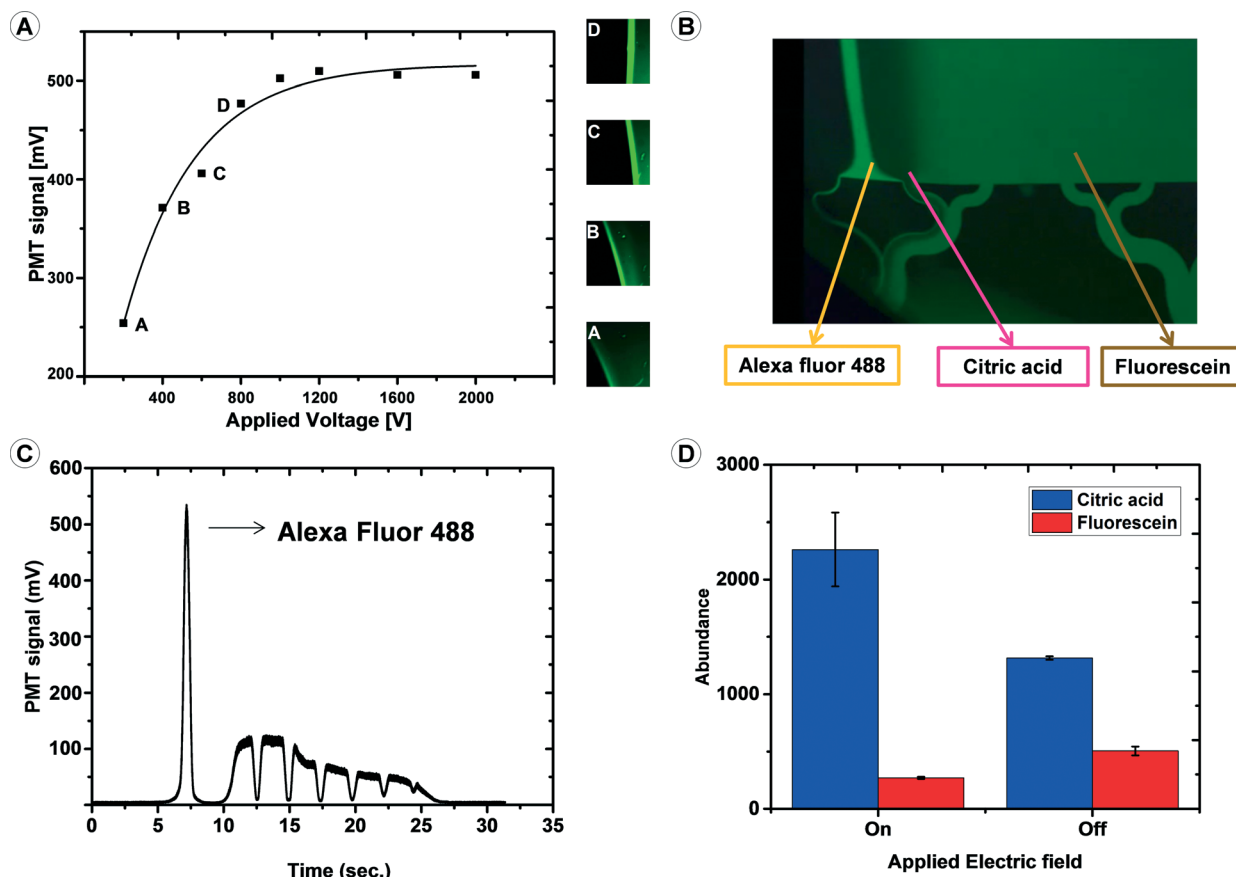 A
PMT signal [mV]
500
400
300
200
D
C
B
A
400
800
1200
1600
2000
Applied Voltage [V]
D
C
B
A
B
Alexa fluor 488
Citric acid
Fluorescein
C
PMT signal (mV)
600
500
400
300
200
100
0
Alexa Fluor 488
0
5
10
15
20
25
30
35
Time (sec.)
D
Abundance
3000
2000
1000
0
Citric acid
Fluorescein
On
Off
Applied Electric field